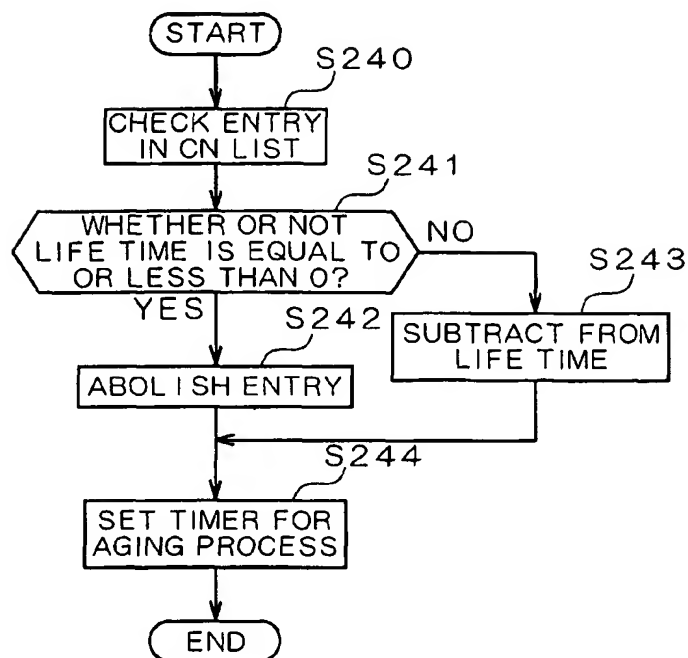 START
S240
CHECK ENTRY
IN CN LIST
S241
WHETHER OR NOT
LIFE TIME IS EQUAL TO
OR LESS THAN 0?
NO
YES
S243
SUBTRACT FROM
LIFE TIME
S242
ABOLISH ENTRY
S244
SET TIMER FOR
AGING PROCESS
END